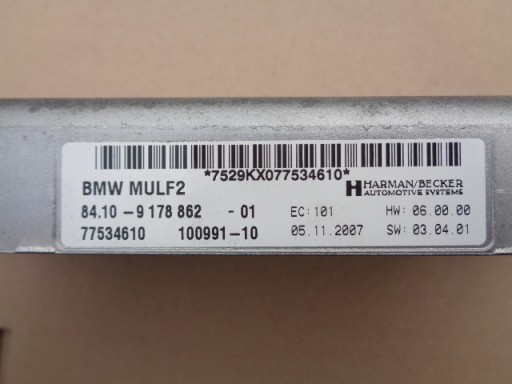 *7529KX077534610*
BMW MULF2
HARMAN/BECKER
AUTOMOTIVE SYSTEMS
84.10 -9 178 862 - 01 EC: 101 HW: 06.00.00
77534610 100991-10 05.11.2007 SW: 03.04.01